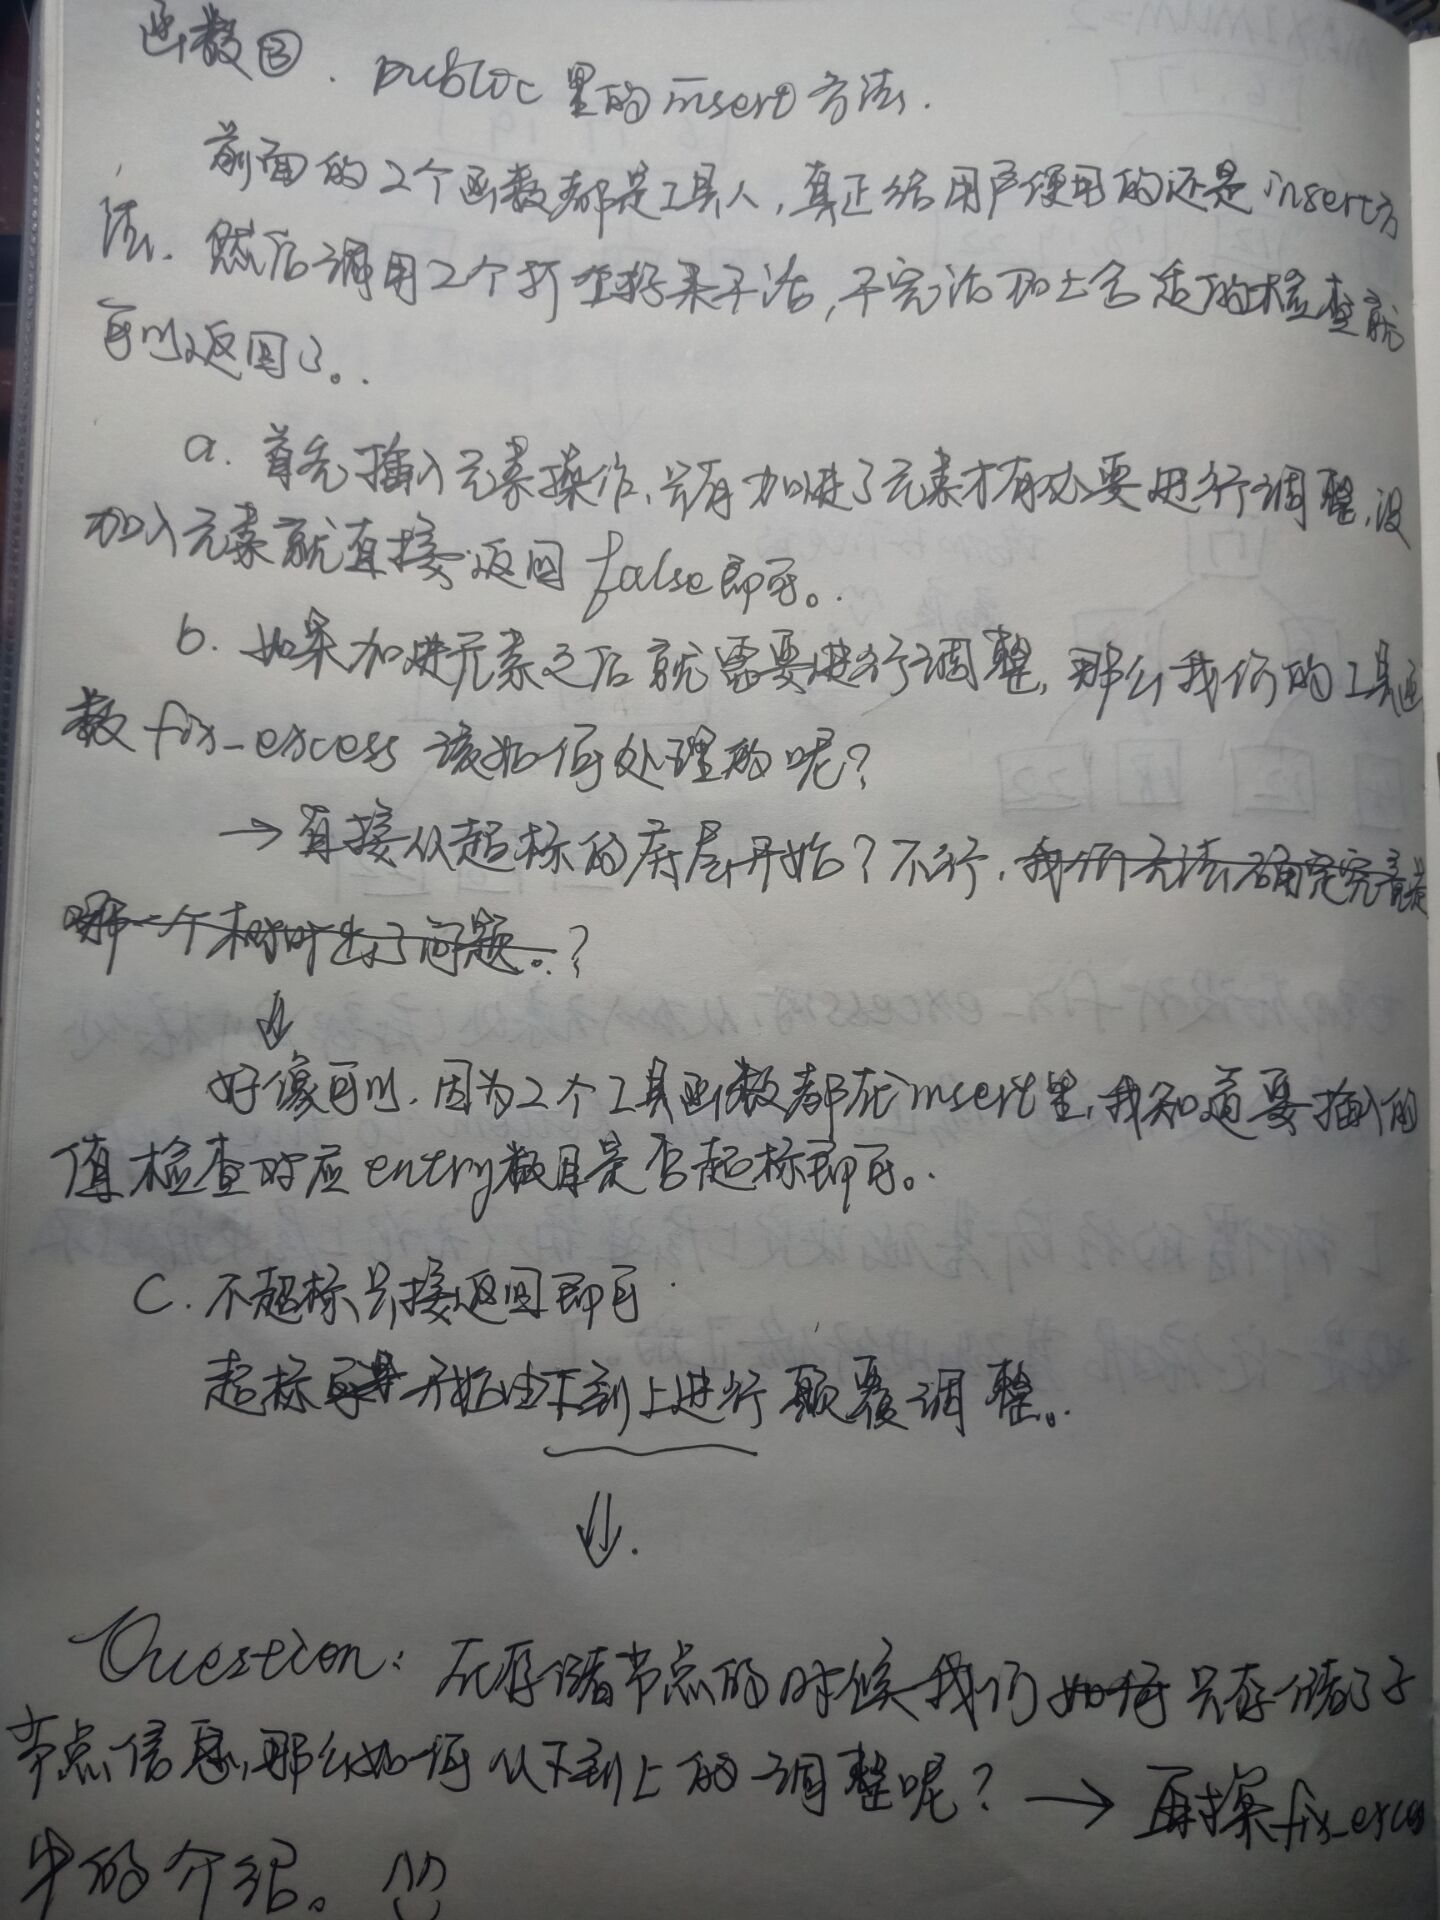 函数③. public里的insert方法.
前面的2个函数都是工具人,真正给用户使用的还是insert方
法. 然后调用2个打工仔来干活,干完活加上合适的检查就
可以返回了。.
a. 首先插入元素操作,只有加进了元素才有必要进行调整,没
加入元素就直接返回false即可。.
b. 如果加进元素之后就需要进行调整,那么我们的工具函
数fix_excess该如何处理的呢?
→直接从超标的底层开始?不行,我们无法确定究竟是
哪一个树叶出了问题。?
↓
好像可以.因为2个工具函数都在insert里,我知道要插入的
值检查对应entry数目是否超标即可。.
C. 不超标只接返回即可.
超标 开始由下到上进行颠覆调整。.
↓.
Question: 在存储节点的时候我们如何只存储了子
节点信息,那么如何从下到上的调整呢?→再探fix_excess
中的介绍。